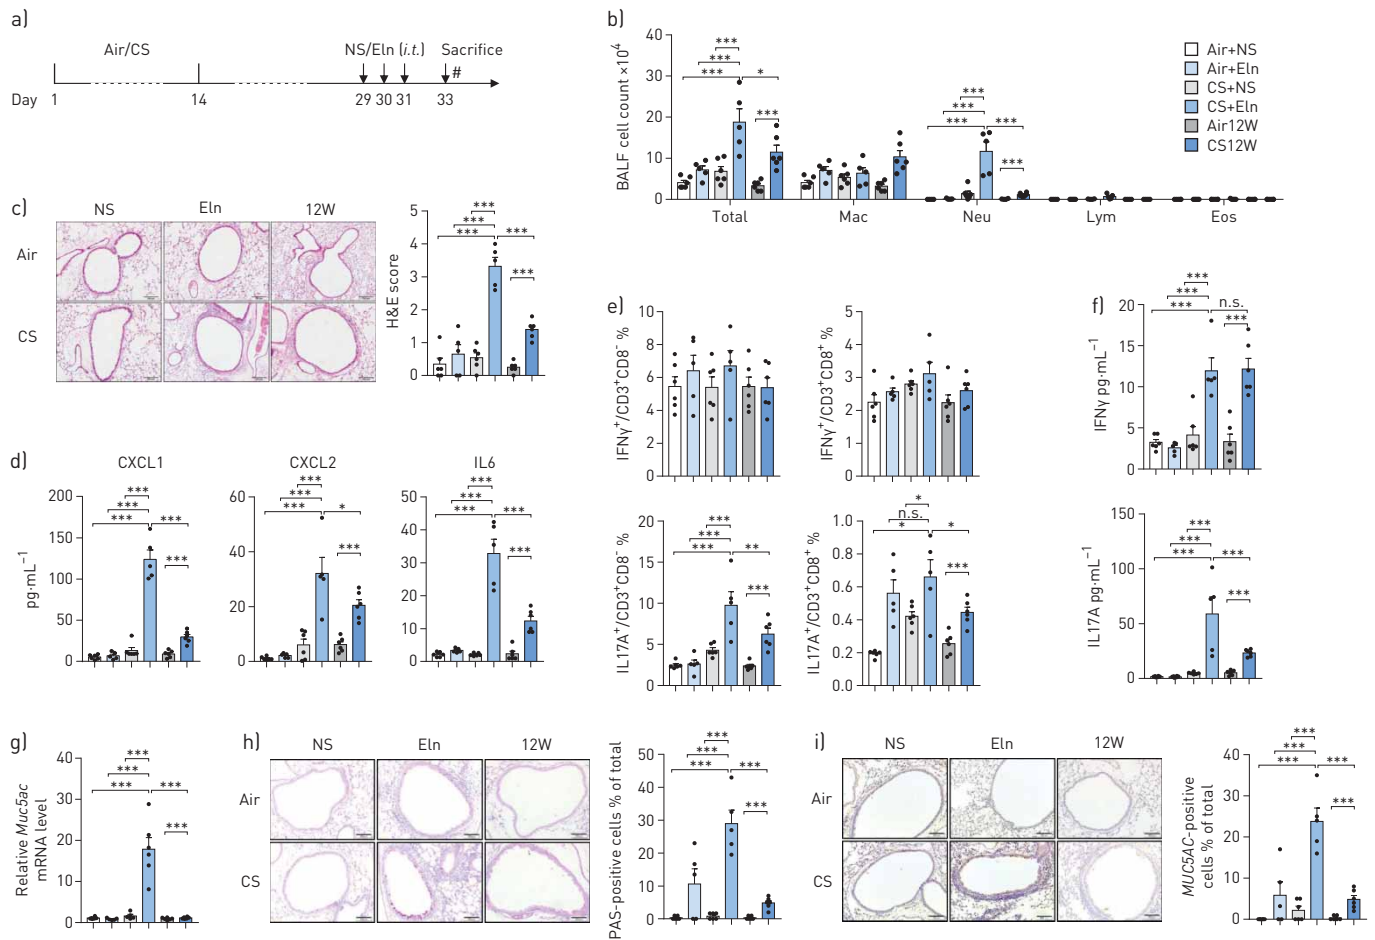 a)
Air/CS
NS/Eln (i.t.)
Sacrifice
#
Day 1 14 29 30 31 33
b)
BALF cell count ×10⁴
40
30
20
10
0
*** *** *** * ***
*** *** *** *** ***
Total Mac Neu Lym Eos
Air+NS
Air+Eln
CS+NS
CS+Eln
Air12W
CS12W
c)
NS Eln 12W
Air
CS
H&E score
5
4
3
2
1
0
*** *** *** *** ***
d)
CXCL1
pg·mL⁻¹
200
150
100
50
0
*** *** *** *** ***
CXCL2
60
40
20
0
*** *** *** * ***
IL6
50
40
30
20
10
0
*** *** *** *** ***
e)
IFNγ⁺/CD3⁺CD8⁻ %
10
8
6
4
2
0
IFNγ⁺/CD3⁺CD8⁺ %
5
4
3
2
1
0
IL17A⁺/CD3⁺CD8⁻ %
20
15
10
5
0
*** *** *** ** ***
IL17A⁺/CD3⁺CD8⁺ %
1.0
0.8
0.6
0.4
0.2
0.0
* n.s. * * ***
f)
IFNγ pg·mL⁻¹
20
15
10
5
0
*** *** *** n.s. ***
IL17A pg·mL⁻¹
150
100
50
0
*** *** *** *** ***
g)
Relative Muc5ac
mRNA level
40
30
20
10
0
*** *** *** *** ***
h)
NS Eln 12W
Air
CS
PAS-positive cells % of total
50
40
30
20
10
0
*** *** *** *** ***
i)
NS Eln 12W
Air
CS
MUC5AC-positive
cells % of total
40
30
20
10
0
*** *** *** *** ***